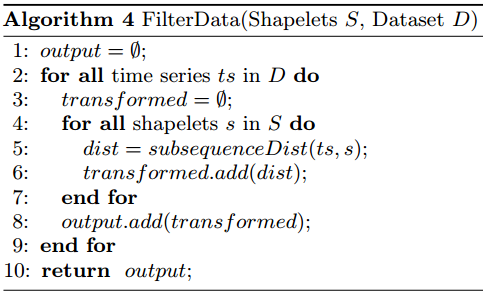 Algorithm 4 FilterData(Shapelets S, Dataset D)
1: output = ∅;
2: for all time series ts in D do
3: transformed = ∅;
4: for all shapelets s in S do
5: dist = subsequenceDist(ts, s);
6: transformed.add(dist);
7: end for
8: output.add(transformed);
9: end for
10: return output;